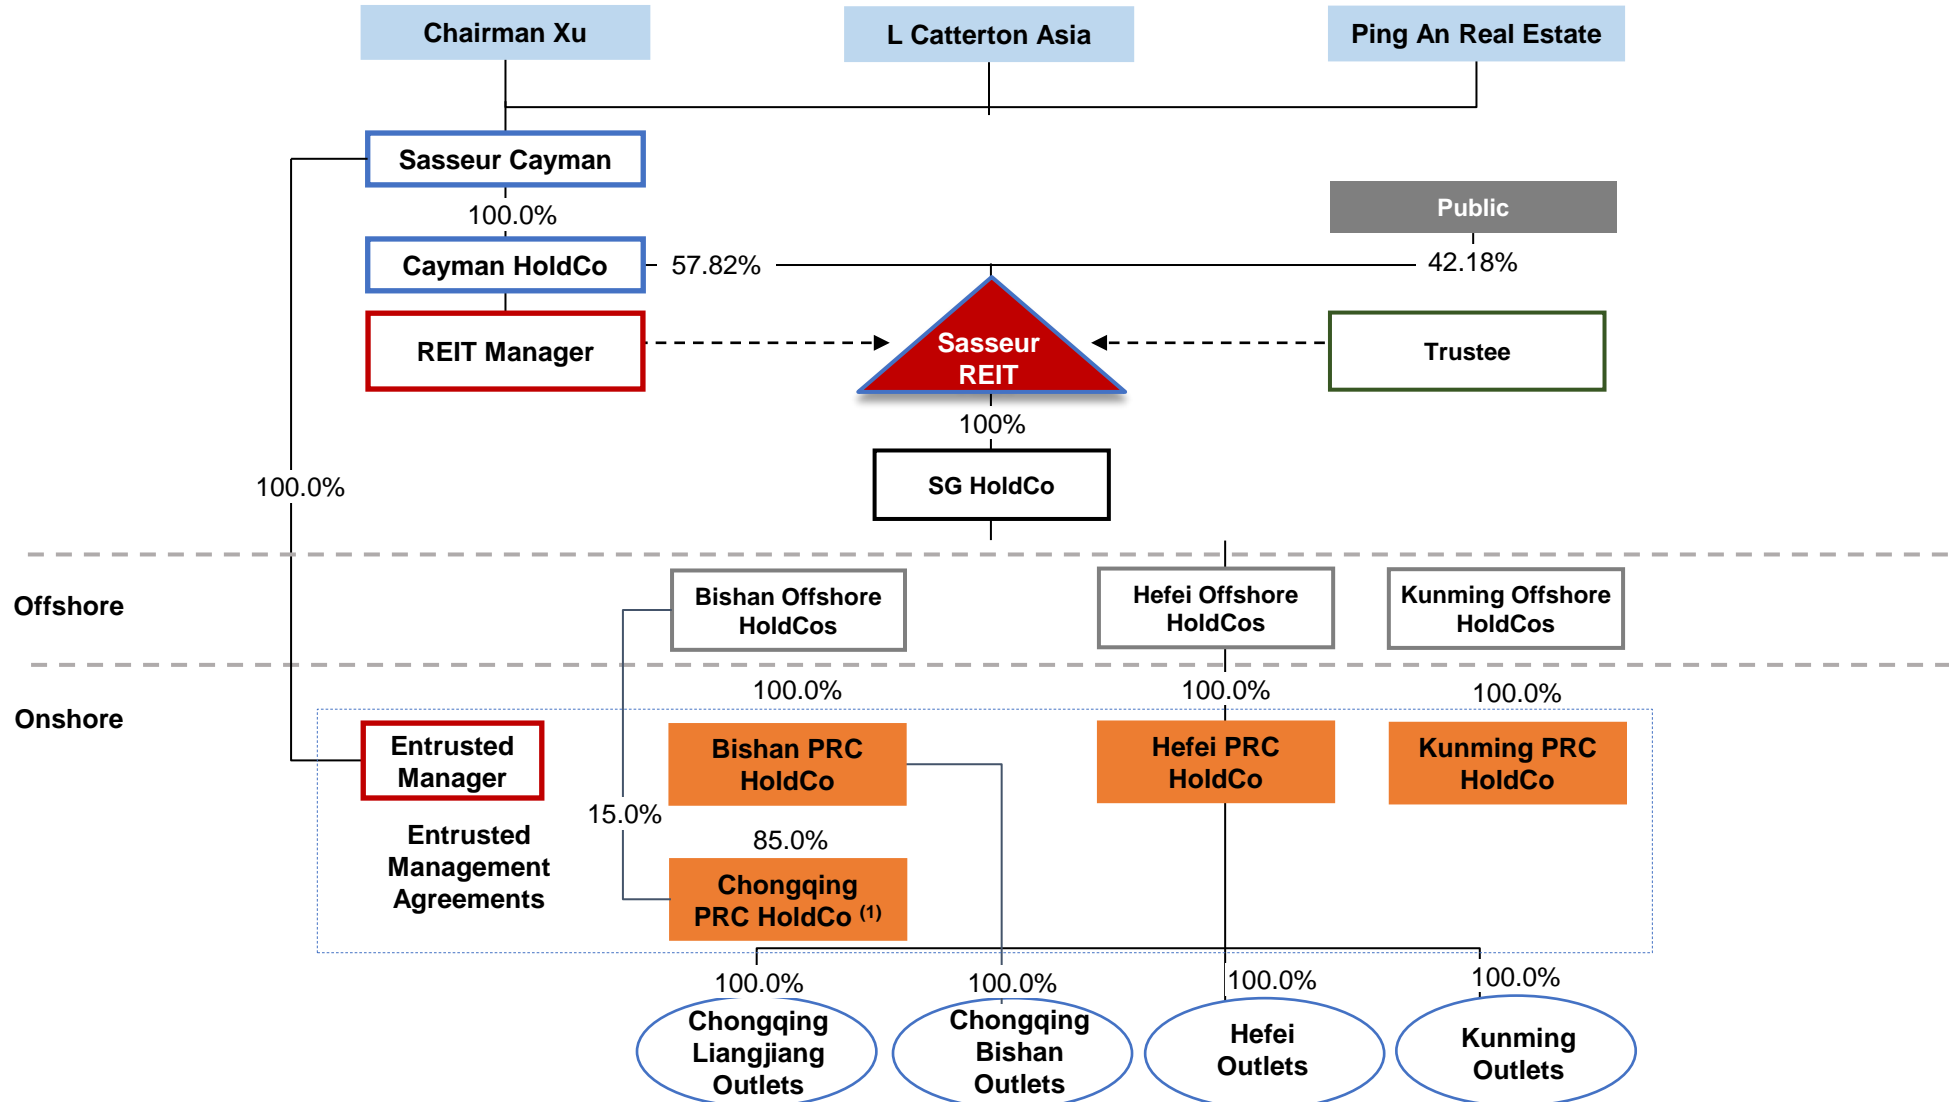 Chairman Xu
L Catterton Asia
Ping An Real Estate
Sasseur Cayman
100.0%
Public
Cayman HoldCo
57.82%
42.18%
REIT Manager
Sasseur
REIT
Trustee
100%
SG HoldCo
100.0%
Offshore
Bishan Offshore
HoldCos
Hefei Offshore
HoldCos
Kunming Offshore
HoldCos
Onshore
100.0%
100.0%
100.0%
Entrusted
Manager
Bishan PRC
HoldCo
Hefei PRC
HoldCo
Kunming PRC
HoldCo
15.0%
85.0%
Entrusted
Management
Agreements
Chongqing
PRC HoldCo (1)
100.0%
100.0%
100.0%
100.0%
Chongqing
Liangjiang
Outlets
Chongqing
Bishan
Outlets
Hefei
Outlets
Kunming
Outlets